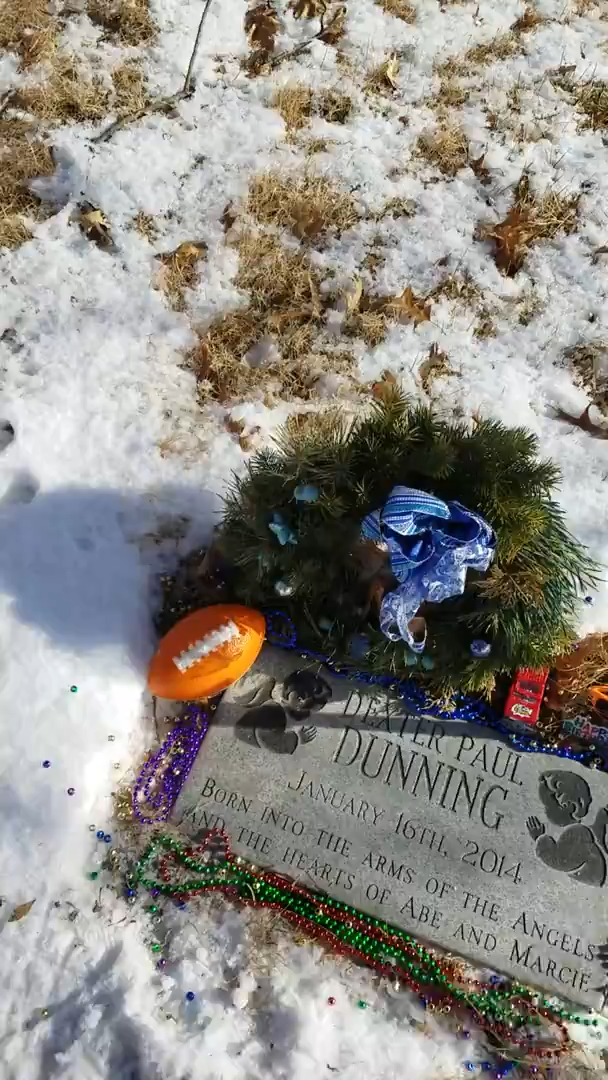 DEXTER PAUL
DUNNING
JANUARY 16TH, 2014
BORN INTO THE ARMS OF THE ANGELS
AND THE HEARTS OF ABE AND MARCIE